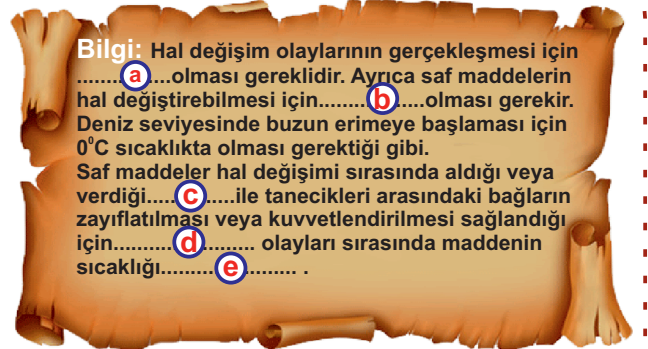 Bilgi: Hal değişim olaylarının gerçekleşmesi için
........a....olması gereklidir. Ayrıca saf maddelerin
hal değiştirebilmesi için........b.....olması gerekir.
Deniz seviyesinde buzun erimeye başlaması için
0⁰C sıcaklıkta olması gerektiği gibi.
Saf maddeler hal değişimi sırasında aldığı veya
verdiği.....c.....ile tanecikleri arasındaki bağların
zayıflatılması veya kuvvetlendirilmesi sağlandığı
için..........d......... olayları sırasında maddenin
sıcaklığı.........e......... .